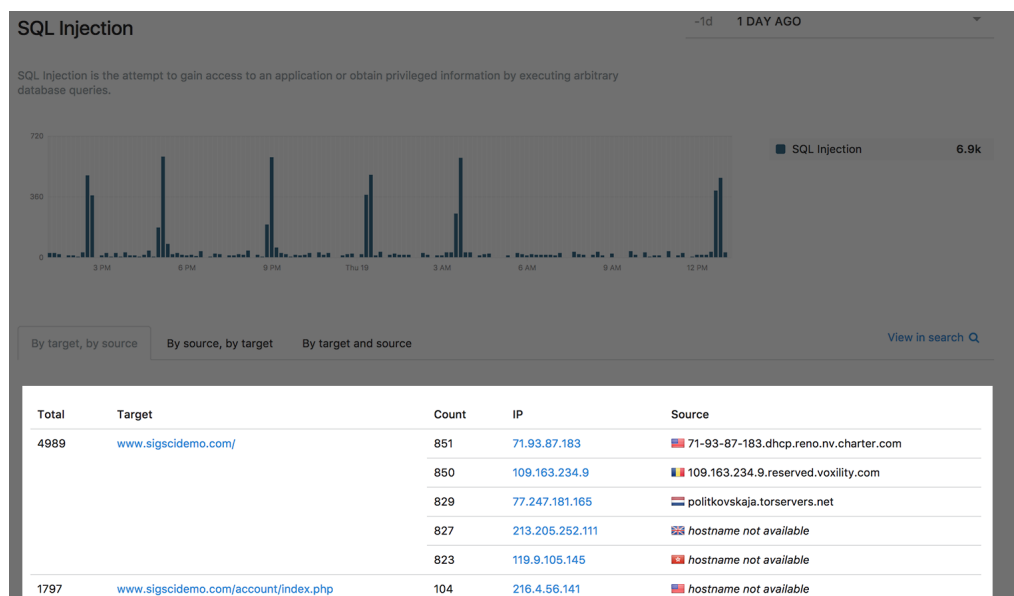 SQL Injection
-1d 1 DAY AGO
SQL Injection is the attempt to gain access to an application or obtain privileged information by executing arbitrary
database queries.
720
360
0
SQL Injection 6.9k
3 PM 6 PM 9 PM Thu 19 3 AM 6 AM 9 AM 12 PM
By target, by source By source, by target By target and source View in search
Total Target Count IP Source
4989 www.sigscidemo.com/ 851 71.93.87.183 71-93-87-183.dhcp.reno.nv.charter.com
850 109.163.234.9 109.163.234.9.reserved.voxility.com
829 77.247.181.165 politkovskaja.torservers.net
827 213.205.252.111 hostname not available
823 119.9.105.145 hostname not available
1797 www.sigscidemo.com/account/index.php 104 216.4.56.141 hostname not available